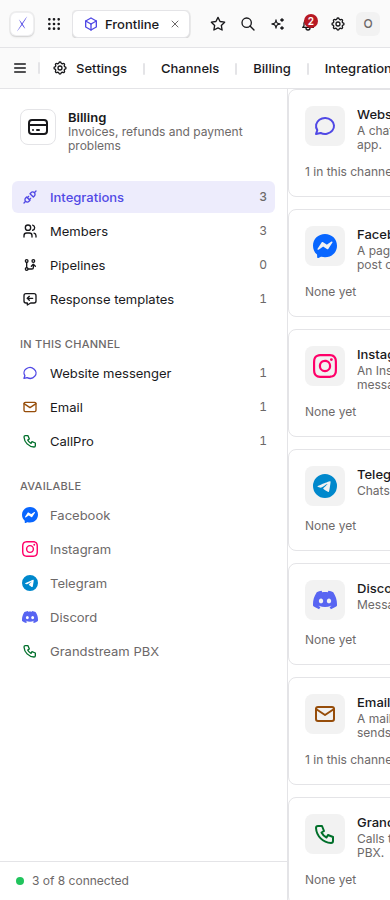 Frontline
2
O
Settings
Channels
Billing
Integration
Billing
Invoices, refunds and payment
problems
Integrations 3
Members 3
Pipelines 0
Response templates 1
IN THIS CHANNEL
Website messenger 1
Email 1
CallPro 1
AVAILABLE
Facebook
Instagram
Telegram
Discord
Grandstream PBX
3 of 8 connected
Webs
A cha
app.
1 in this channe
Faceb
A pag
post o
None yet
Instag
An Ins
messa
None yet
Teleg
Chats
None yet
Disco
Messa
None yet
Email
A mail
sends
1 in this channe
Grand
Calls t
PBX.
None yet